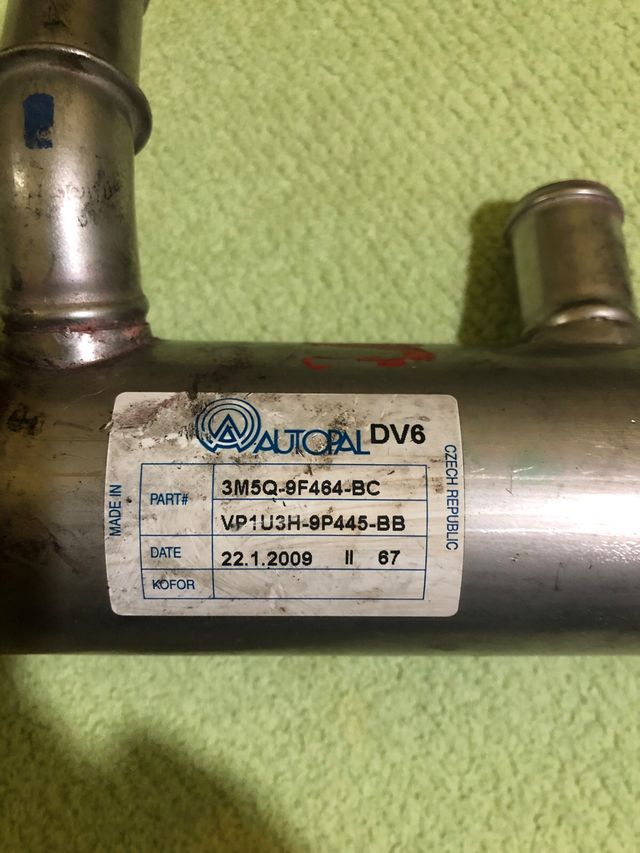 AUTOPAL DV6
MADE IN
PART# 3M5Q-9F464-BC
VP1U3H-9P445-BB
DATE 22.1.2009 II 67
KOFOR
CZECH REPUBLIC